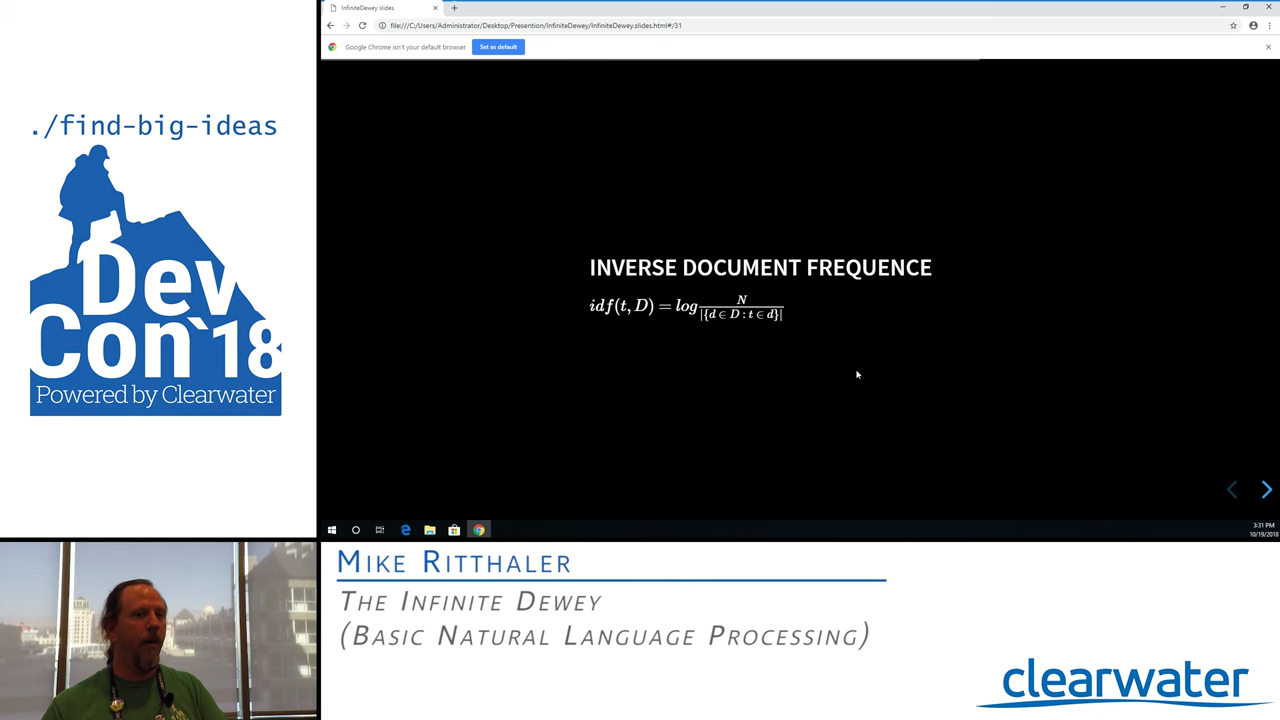 ./find-big-ideas
Dev
Con`18
Powered by Clearwater
InfiniteDewey slides
file:///C:/Users/Administrator/Desktop/Presention/InfiniteDewey/InfiniteDewey.slides.html#/31
Google Chrome isn't your default browser
Set as default
INVERSE DOCUMENT FREQUENCE
idf(t, D) = log N / |{d ∈ D : t ∈ d}|
3:31 PM
10/19/2018
MIKE RITTHALER
THE INFINITE DEWEY
(BASIC NATURAL LANGUAGE PROCESSING)
clearwater